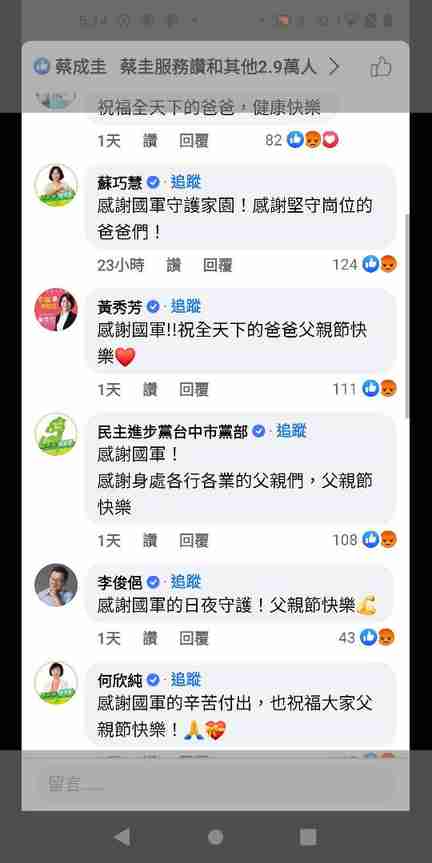 5:14
蔡成圭 蔡圭服務讚和其他2.9萬人
祝福全天下的爸爸，健康快樂
1天 讚 回覆 82
蘇巧慧 · 追蹤
感謝國軍守護家園！感謝堅守崗位的
爸爸們！
23小時 讚 回覆 124
黃秀芳 · 追蹤
感謝國軍!!祝全天下的爸爸父親節快
樂❤️
1天 讚 回覆 111
民主進步黨台中市黨部 · 追蹤
感謝國軍！
感謝身處各行各業的父親們，父親節
快樂
1天 讚 回覆 108
李俊俋 · 追蹤
感謝國軍的日夜守護！父親節快樂💪
1天 讚 回覆 43
何欣純 · 追蹤
感謝國軍的辛苦付出，也祝福大家父
親節快樂！🙏💝
留言......